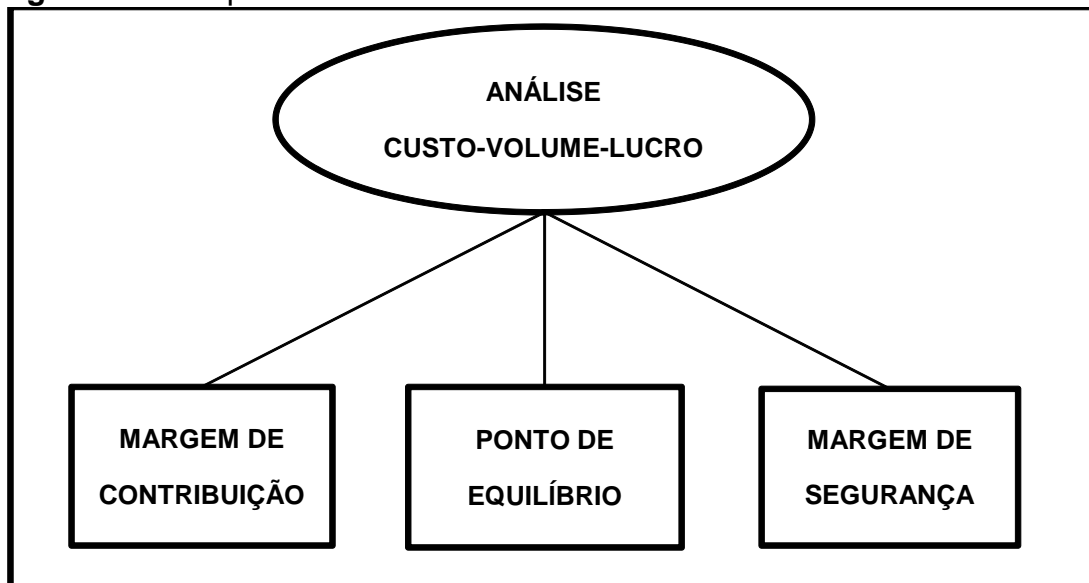 ANÁLISE
CUSTO-VOLUME-LUCRO
MARGEM DE
CONTRIBUIÇÃO
PONTO DE
EQUILÍBRIO
MARGEM DE
SEGURANÇA